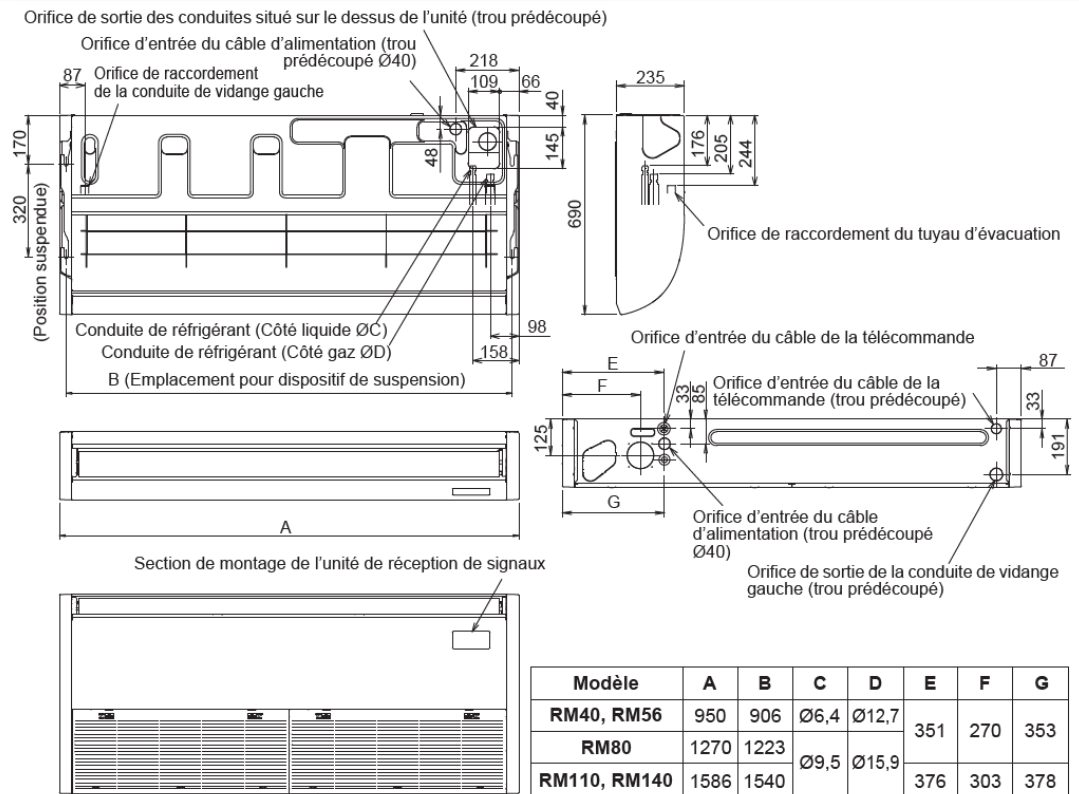 Orifice de sortie des conduites situé sur le dessus de l'unité (trou prédécoupé)
Orifice d'entrée du câble d'alimentation (trou
prédécoupé Ø40)
218
87
Orifice de raccordement
de la conduite de vidange gauche
109
66
40
170
48
145
320
(Position suspendue)
Conduite de réfrigérant (Côté liquide ØC)
98
Conduite de réfrigérant (Côté gaz ØD)
158
B (Emplacement pour dispositif de suspension)
235
176
205
244
690
Orifice de raccordement du tuyau d'évacuation
Orifice d'entrée du câble de la télécommande
E
F
33
85
Orifice d'entrée du câble de la
télécommande (trou prédécoupé)
87
33
125
191
G
Orifice d'entrée du câble
d'alimentation (trou prédécoupé
Ø40)
Orifice de sortie de la conduite de vidange
gauche (trou prédécoupé)
A
Section de montage de l'unité de réception de signaux
Modèle A B C D E F G
RM40, RM56 950 906 Ø6,4 Ø12,7 351 270 353
RM80 1270 1223 Ø9,5 Ø15,9
RM110, RM140 1586 1540 376 303 378